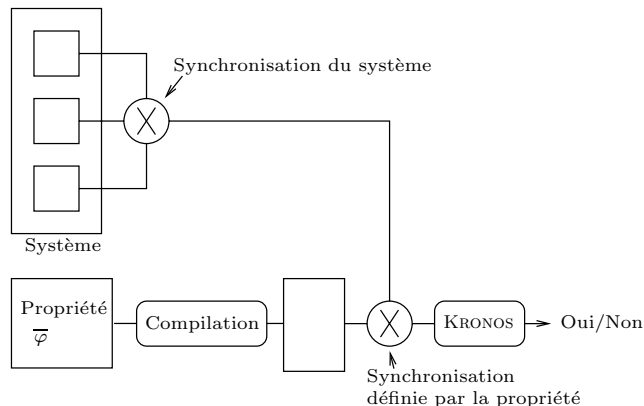 Synchronisation du système
Système
Propriété
φ̅
Compilation
KRONOS
Oui/Non
Synchronisation
définie par la propriété